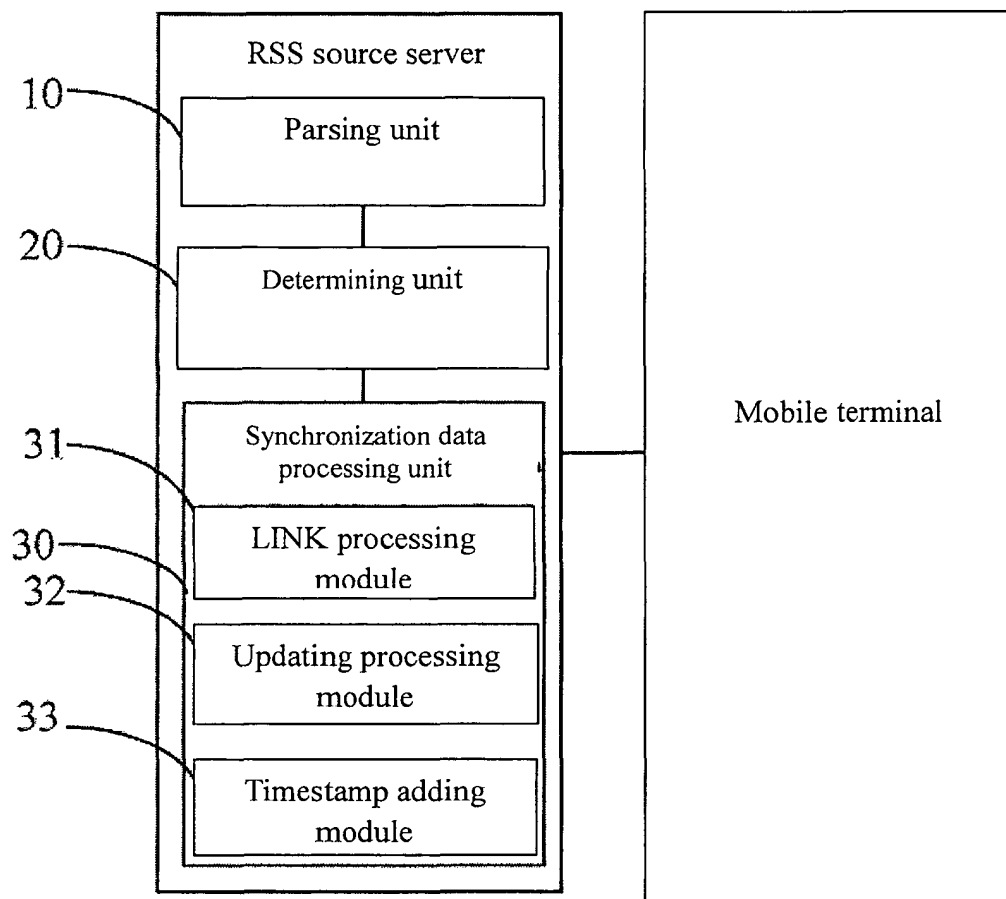 RSS source server
10
Parsing unit
20
Determining unit
Synchronization data
processing unit
31
LINK processing
module
30
32
Updating processing
module
33
Timestamp adding
module
Mobile terminal